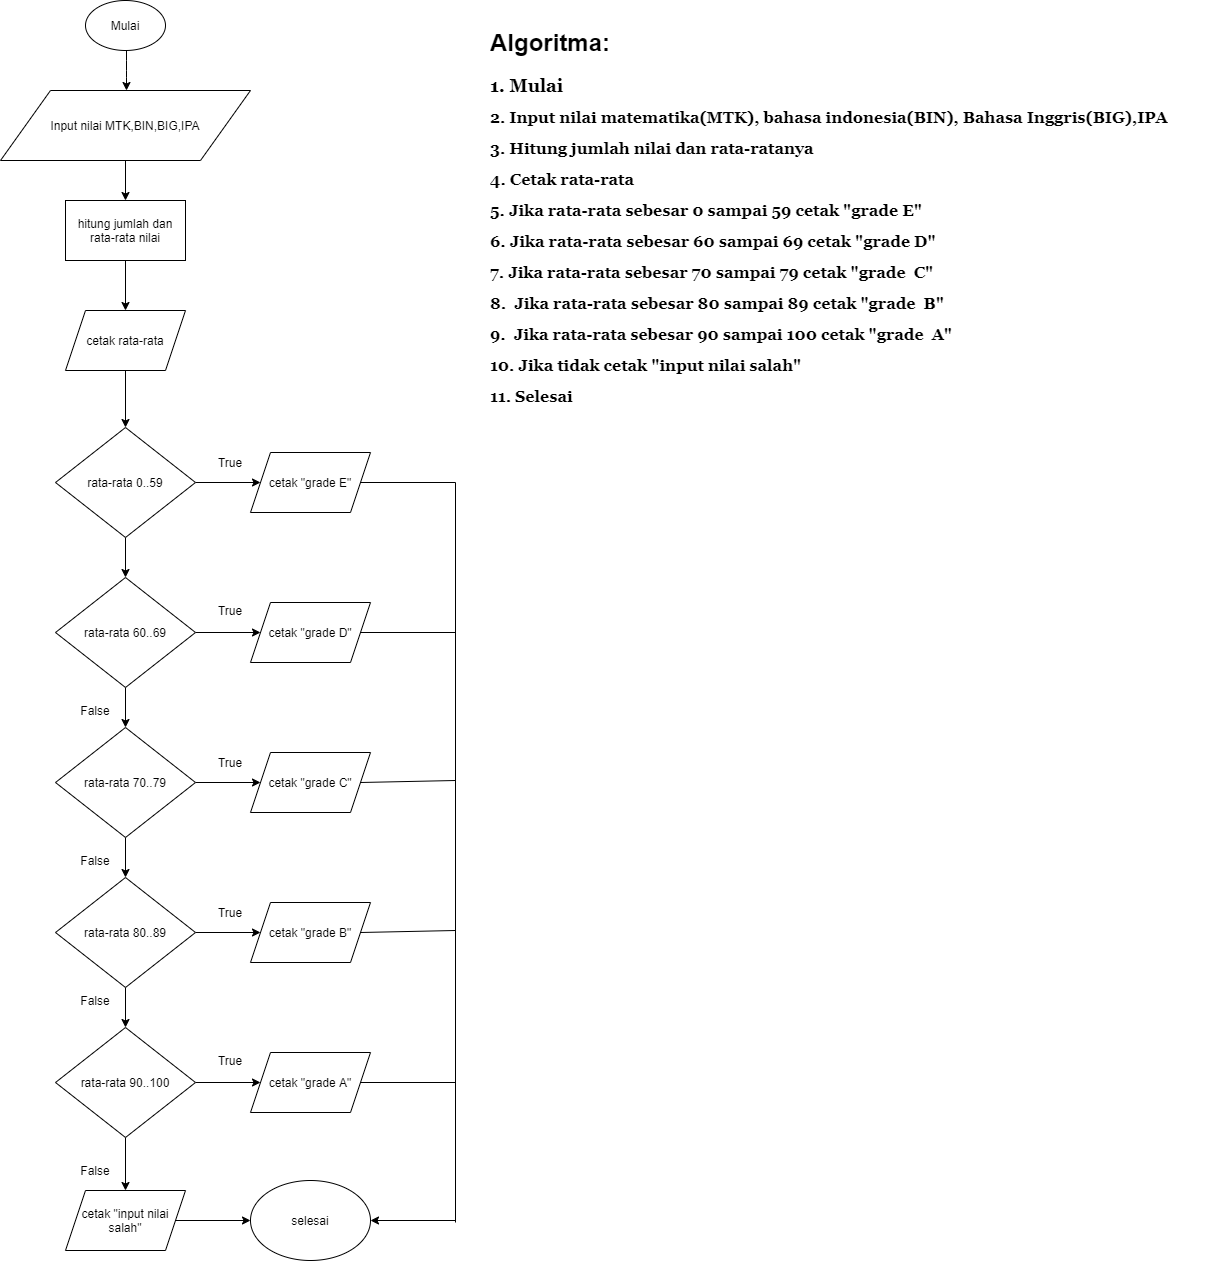 Mulai
Input nilai MTK,BIN,BIG,IPA
hitung jumlah dan
rata-rata nilai
cetak rata-rata
rata-rata 0..59
True
cetak "grade E"
rata-rata 60..69
True
cetak "grade D"
False
rata-rata 70..79
True
cetak "grade C"
False
rata-rata 80..89
True
cetak "grade B"
False
rata-rata 90..100
True
cetak "grade A"
False
cetak "input nilai
salah"
selesai
Algoritma:
1. Mulai
2. Input nilai matematika(MTK), bahasa indonesia(BIN), Bahasa Inggris(BIG),IPA
3. Hitung jumlah nilai dan rata-ratanya
4. Cetak rata-rata
5. Jika rata-rata sebesar 0 sampai 59 cetak "grade E"
6. Jika rata-rata sebesar 60 sampai 69 cetak "grade D"
7. Jika rata-rata sebesar 70 sampai 79 cetak "grade  C"
8.  Jika rata-rata sebesar 80 sampai 89 cetak "grade  B"
9.  Jika rata-rata sebesar 90 sampai 100 cetak "grade  A"
10. Jika tidak cetak "input nilai salah"
11. Selesai